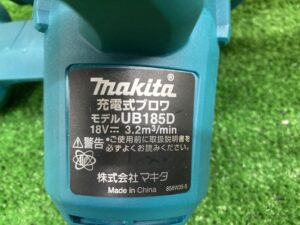 makita®
充電式ブロワ
モデルUB185D
18V⎓ 3.2m³/min
⚠警告 •ご使用前に取扱説明書を
必ずよくお読みください。
株式会社 マキタ
Made in China